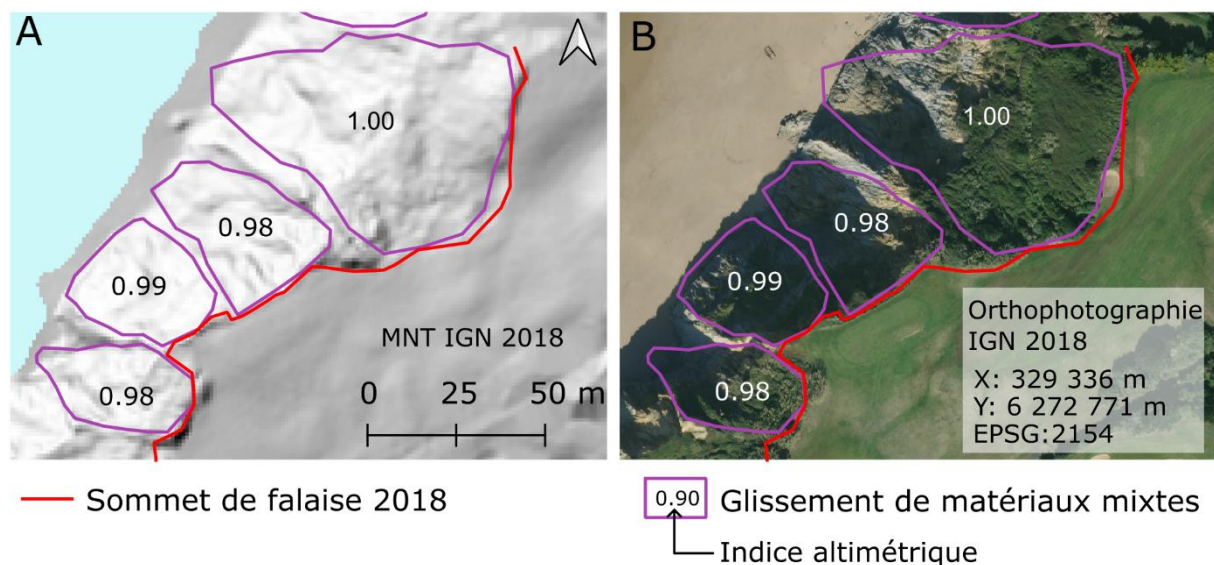 A
1.00
0.98
0.99
0.98
MNT IGN 2018
0 25 50 m
B
1.00
0.98
0.99
0.98
Orthophotographie
IGN 2018
X: 329 336 m
Y: 6 272 771 m
EPSG:2154
Sommet de falaise 2018
0.90 Glissement de matériaux mixtes
Indice altimétrique